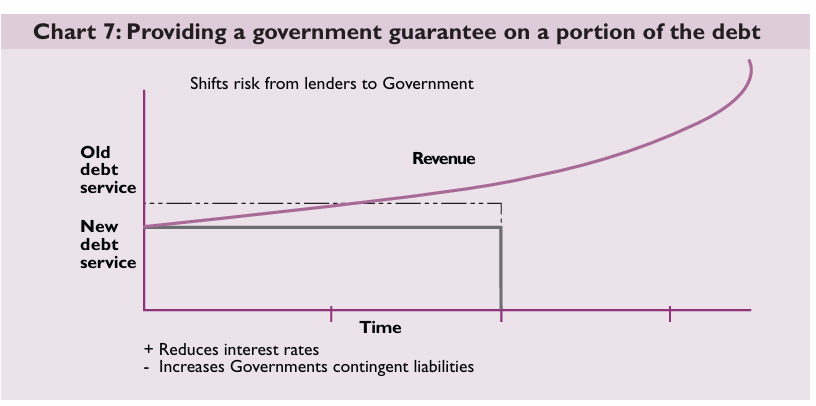 Chart 7: Providing a government guarantee on a portion of the debt
Shifts risk from lenders to Government
Old
debt
service
Revenue
New
debt
service
Time
+ Reduces interest rates
- Increases Governments contingent liabilities